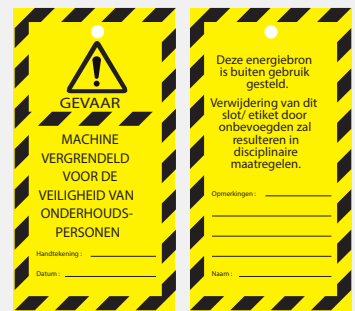 GEVAAR
MACHINE
VERGRENDELD
VOOR DE
VEILIGHEID VAN
ONDERHOUDS-
PERSONEN
Handtekening :
Datum :
Deze energiebron
is buiten gebruik
gesteld.
Verwijdering van dit
slot/ etiket door
onbevoegden zal
resulteren in
disciplinaire
maatregelen.
Opmerkingen :
Naam :